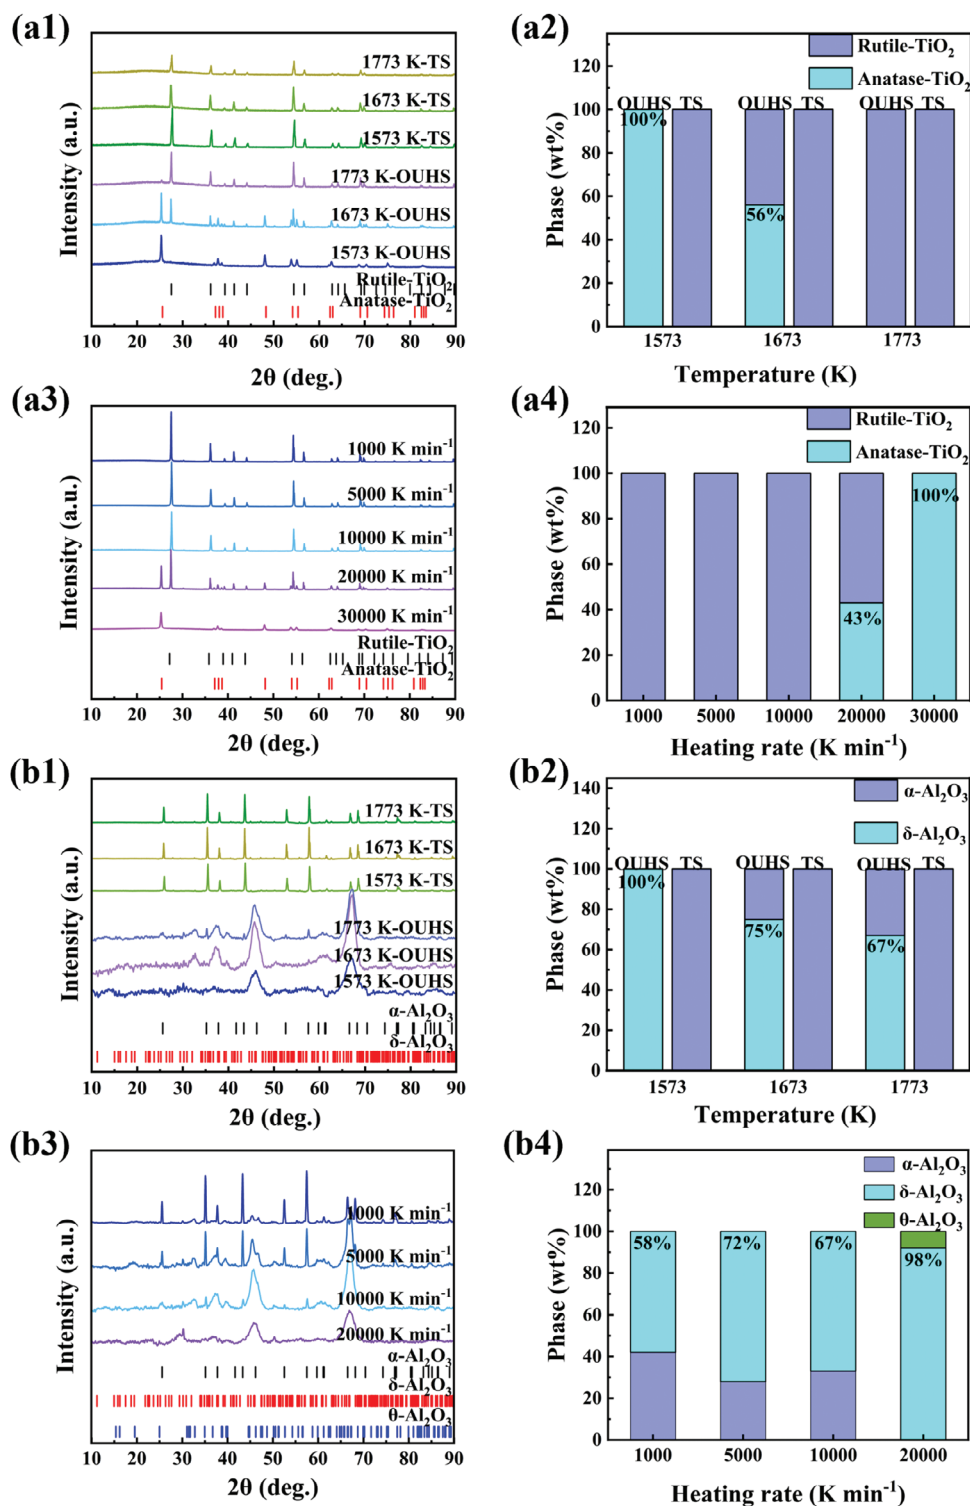 (a1)
Intensity (a.u.)
1773 K-TS
1673 K-TS
1573 K-TS
1773 K-OUHS
1673 K-OUHS
1573 K-OUHS
Rutile-TiO₂
Anatase-TiO₂
10 20 30 40 50 60 70 80 90
2θ (deg.)
(a2)
Phase (wt%)
Rutile-TiO₂
Anatase-TiO₂
120
100
80
60
40
20
0
OUHS TS OUHS TS OUHS TS
100%
56%
1573 1673 1773
Temperature (K)
(a3)
Intensity (a.u.)
1000 K min⁻¹
5000 K min⁻¹
10000 K min⁻¹
20000 K min⁻¹
30000 K min⁻¹
Rutile-TiO₂
Anatase-TiO₂
10 20 30 40 50 60 70 80 90
2θ (deg.)
(a4)
Phase (wt%)
Rutile-TiO₂
Anatase-TiO₂
120
100
80
60
40
20
0
100%
43%
1000 5000 10000 20000 30000
Heating rate (K min⁻¹)
(b1)
Intensity (a.u.)
1773 K-TS
1673 K-TS
1573 K-TS
1773 K-OUHS
1673 K-OUHS
1573 K-OUHS
α-Al₂O₃
δ-Al₂O₃
10 20 30 40 50 60 70 80 90
2θ (deg.)
(b2)
Phase (wt%)
α-Al₂O₃
δ-Al₂O₃
140
120
100
80
60
40
20
0
OUHS TS OUHS TS OUHS TS
100%
75%
67%
1573 1673 1773
Temperature (K)
(b3)
Intensity (a.u.)
1000 K min⁻¹
5000 K min⁻¹
10000 K min⁻¹
20000 K min⁻¹
α-Al₂O₃
δ-Al₂O₃
θ-Al₂O₃
10 20 30 40 50 60 70 80 90
2θ (deg.)
(b4)
Phase (wt%)
α-Al₂O₃
δ-Al₂O₃
θ-Al₂O₃
120
100
80
60
40
20
0
58% 72% 67% 98%
1000 5000 10000 20000
Heating rate (K min⁻¹)